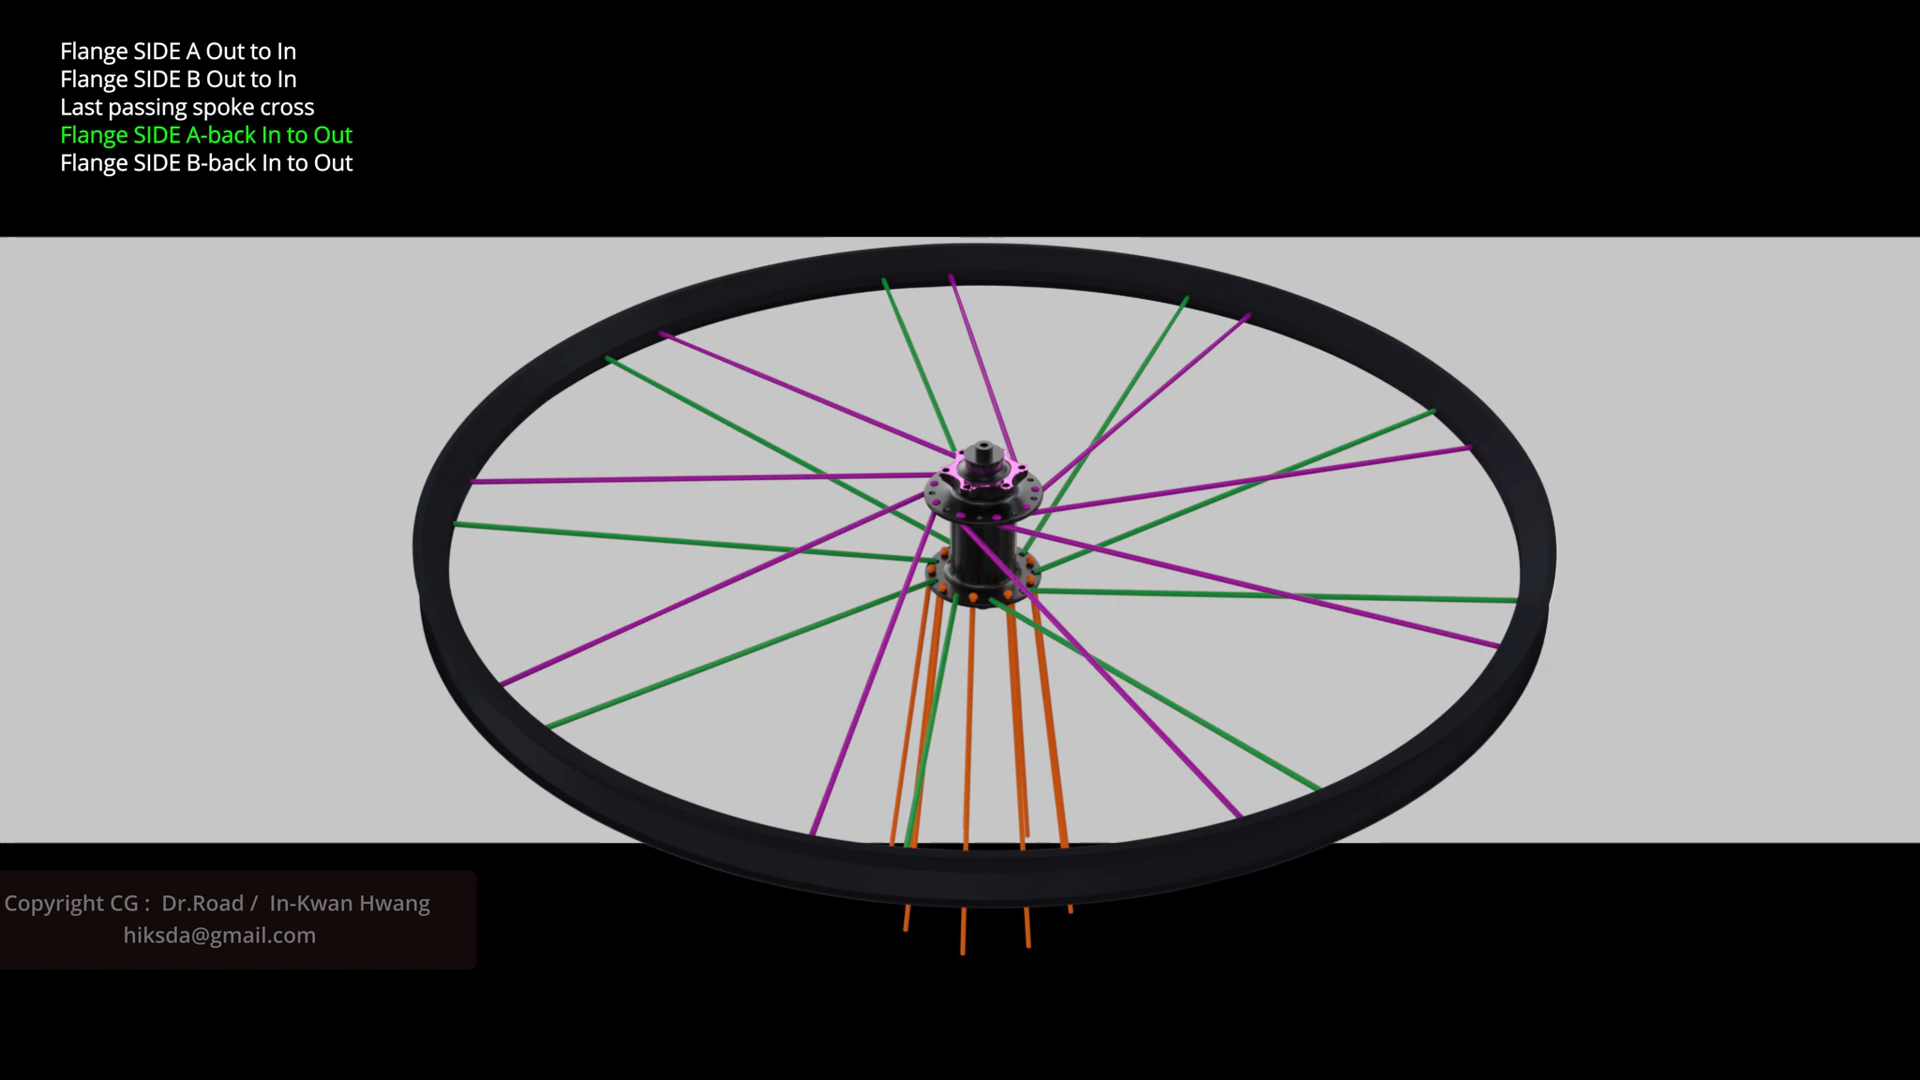 Flange SIDE A Out to In
Flange SIDE B Out to In
Last passing spoke cross
Flange SIDE A-back In to Out
Flange SIDE B-back In to Out
Copyright CG : Dr.Road / In-Kwan Hwang
hiksda@gmail.com